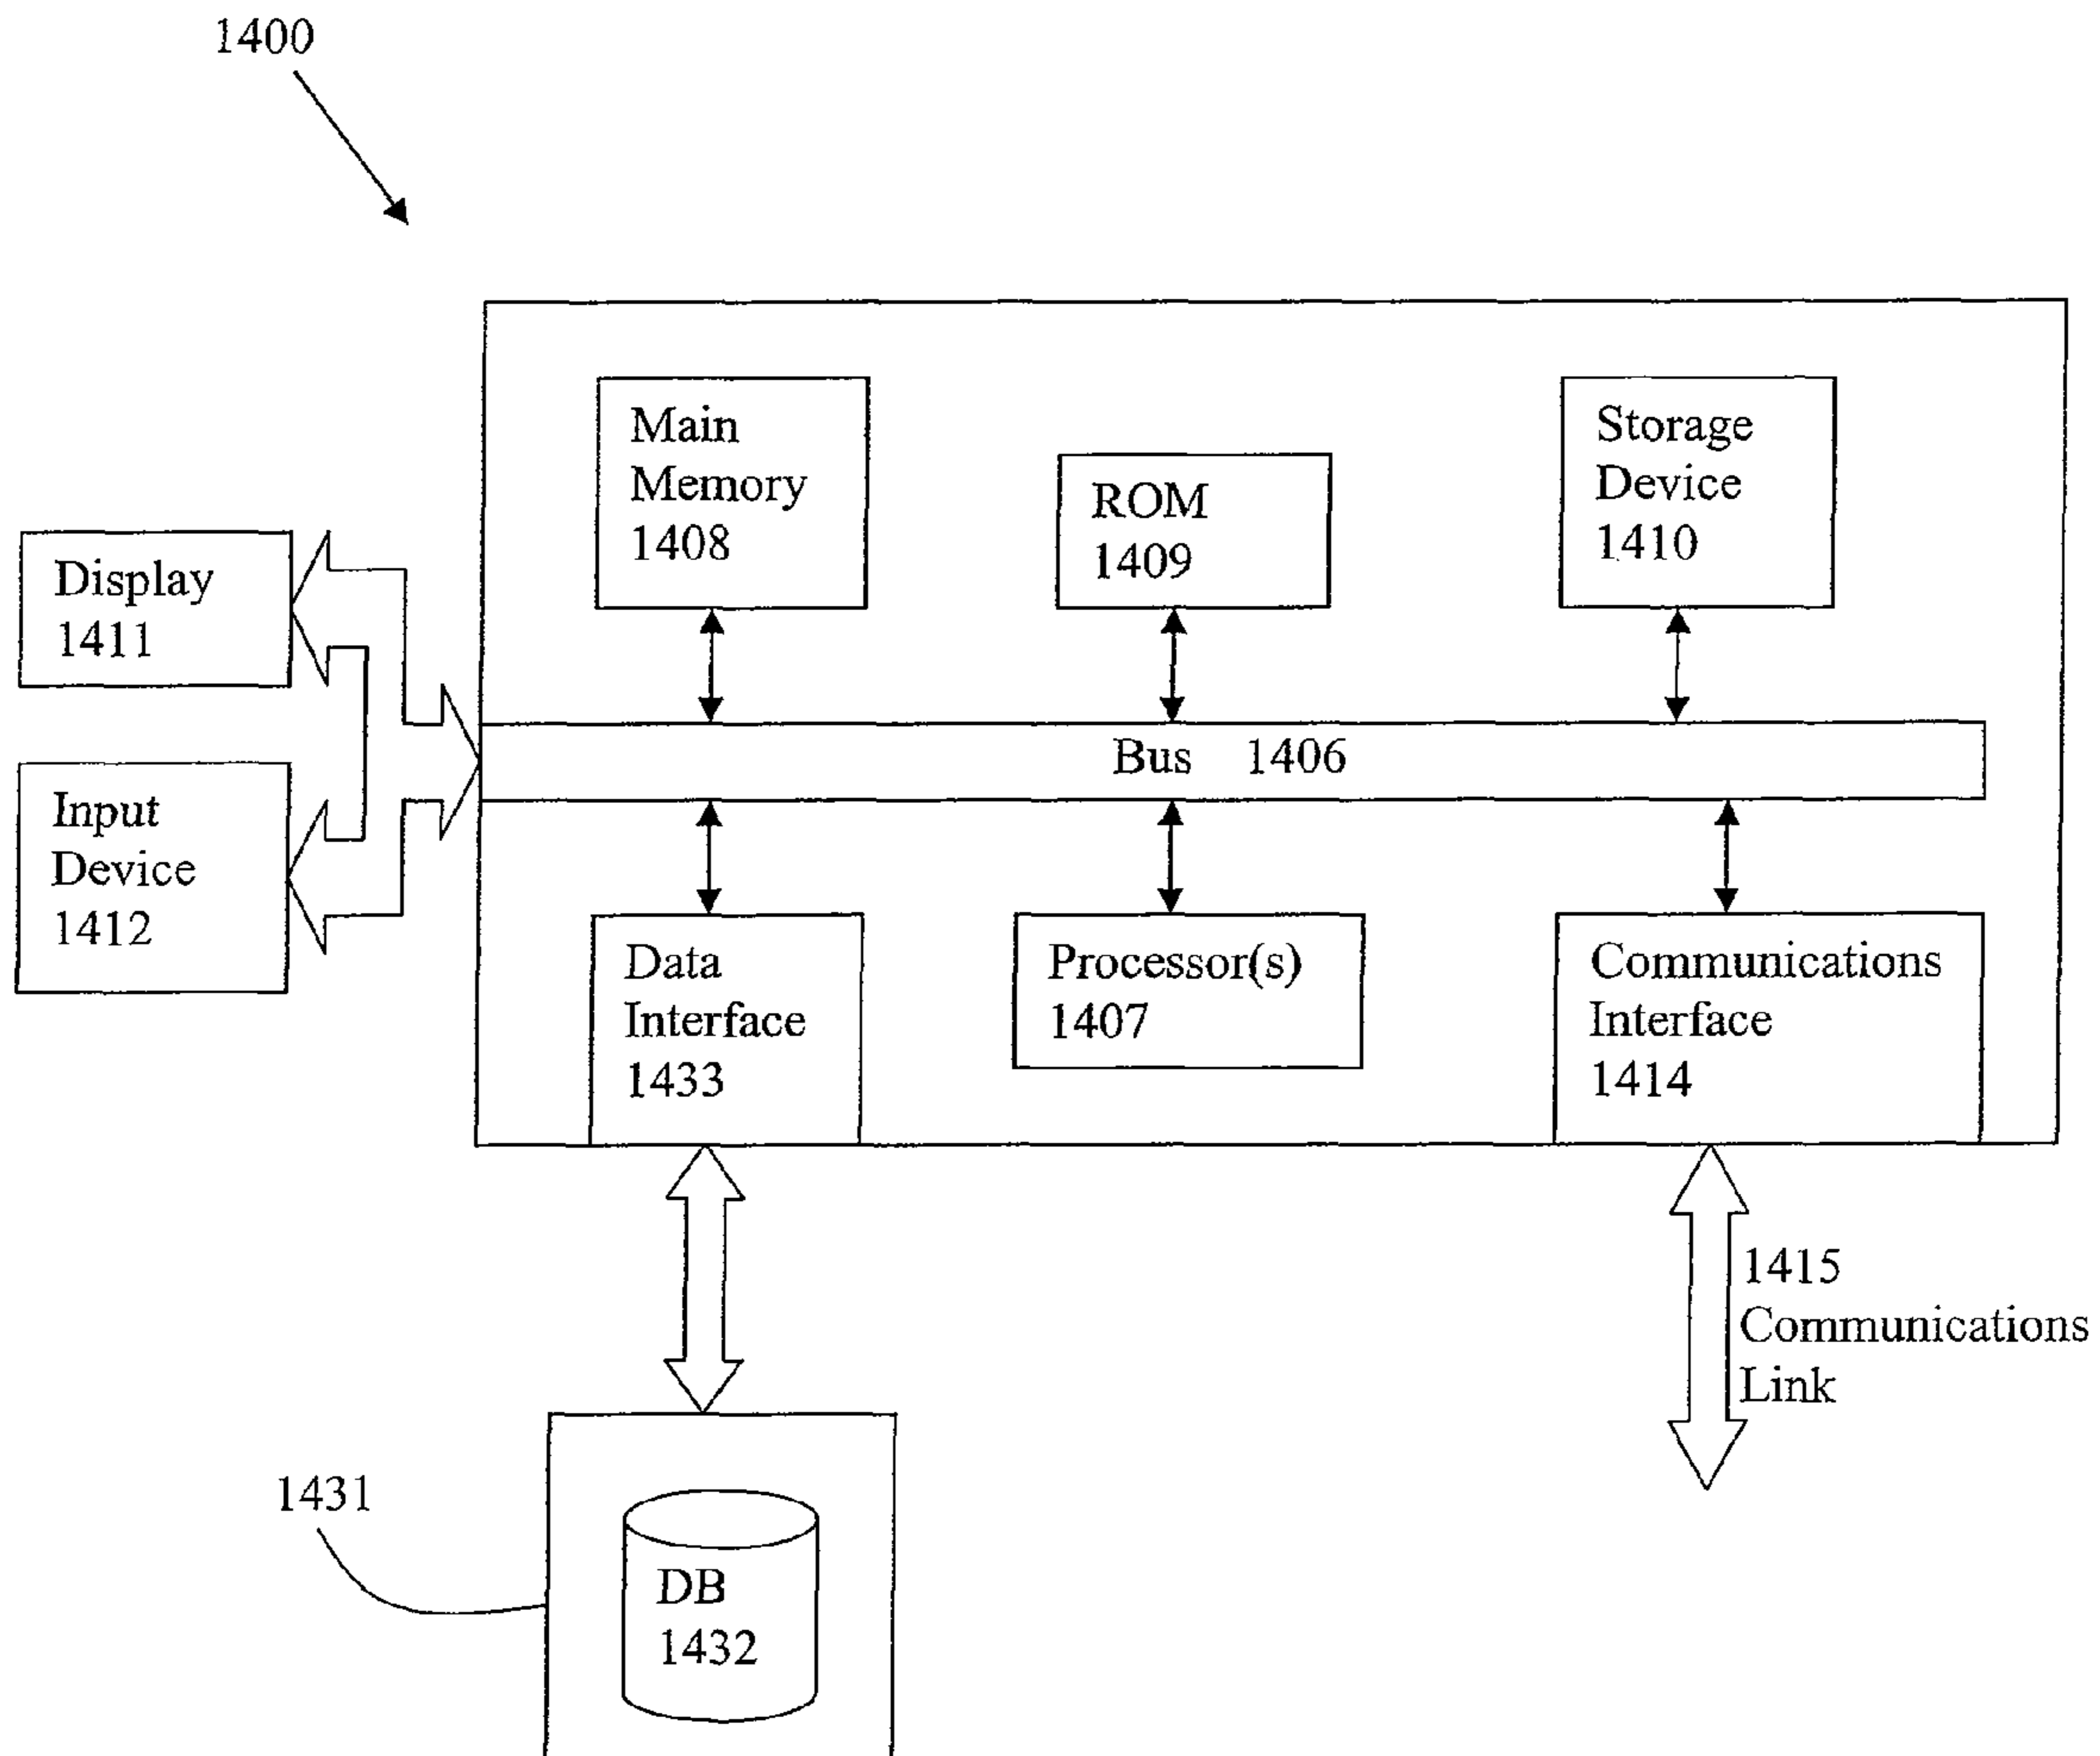 1400
Main
Memory
1408
ROM
1409
Storage
Device
1410
Display
1411
Bus 1406
Input
Device
1412
Data
Interface
1433
Processor(s)
1407
Communications
Interface
1414
1415
Communications
Link
1431
DB
1432